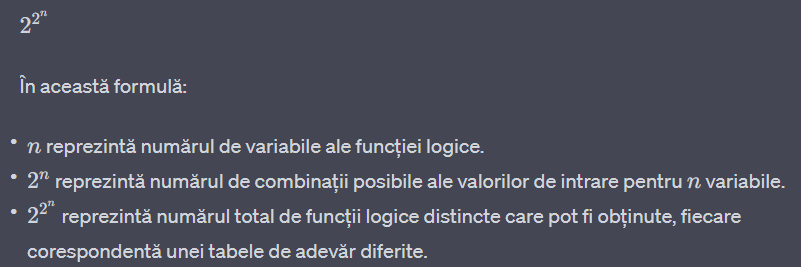 $2^{2^n}$
În această formulă:
• $n$ reprezintă numărul de variabile ale funcției logice.
• $2^n$ reprezintă numărul de combinații posibile ale valorilor de intrare pentru $n$ variabile.
• $2^{2^n}$ reprezintă numărul total de funcții logice distincte care pot fi obținute, fiecare
corespondentă unei tabele de adevăr diferite.